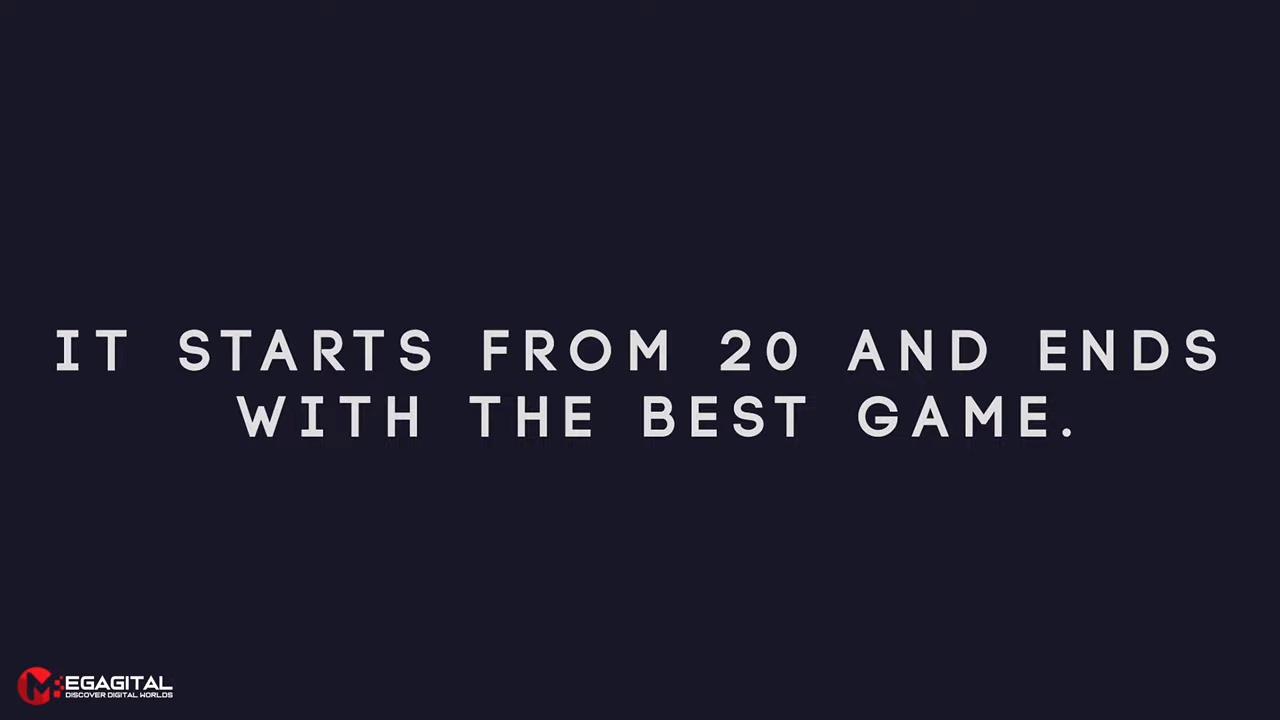 IT STARTS FROM 20 AND ENDS
WITH THE BEST GAME.
MEGAGITAL
DISCOVER DIGITAL WORLDS